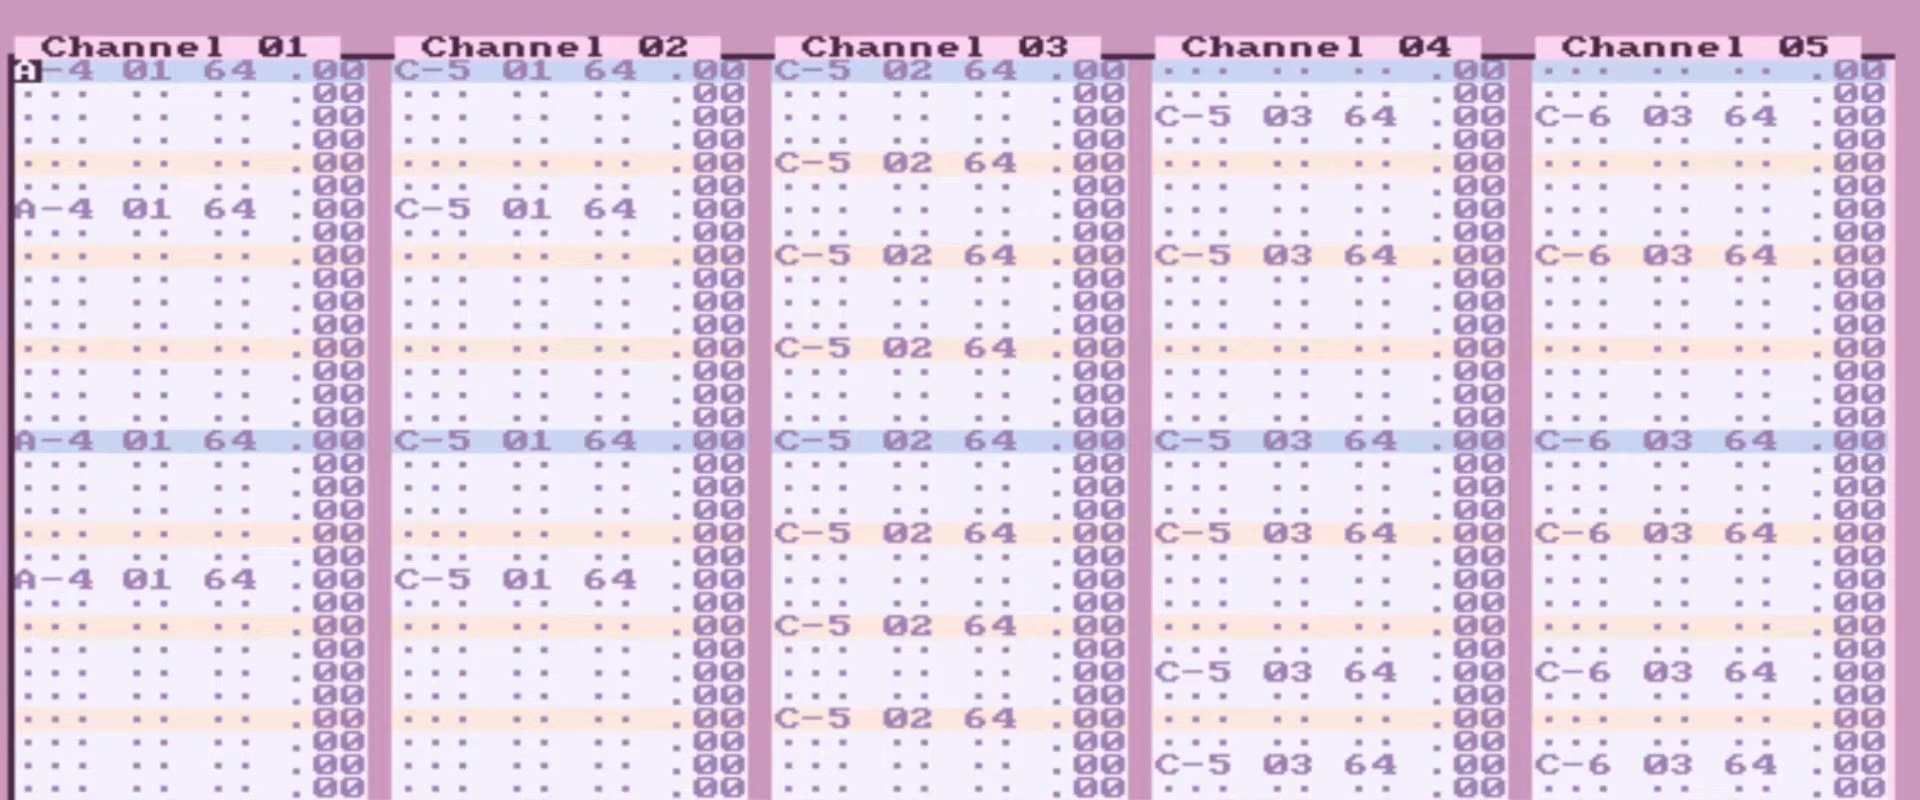 Channel 01 Channel 02 Channel 03 Channel 04 Channel 05
A-4 01 64 .00 C-5 01 64 .00 C-5 02 64 .00 ... .. .. .00 ... .. .. .00
... .. .. .00 ... .. .. .00 ... .. .. .00 ... .. .. .00 ... .. .. .00
... .. .. .00 ... .. .. .00 ... .. .. .00 C-5 03 64 .00 C-6 03 64 .00
... .. .. .00 ... .. .. .00 ... .. .. .00 ... .. .. .00 ... .. .. .00
... .. .. .00 ... .. .. .00 C-5 02 64 .00 ... .. .. .00 ... .. .. .00
... .. .. .00 ... .. .. .00 ... .. .. .00 ... .. .. .00 ... .. .. .00
A-4 01 64 .00 C-5 01 64 .00 ... .. .. .00 ... .. .. .00 ... .. .. .00
... .. .. .00 ... .. .. .00 ... .. .. .00 ... .. .. .00 ... .. .. .00
... .. .. .00 ... .. .. .00 C-5 02 64 .00 C-5 03 64 .00 C-6 03 64 .00
... .. .. .00 ... .. .. .00 ... .. .. .00 ... .. .. .00 ... .. .. .00
... .. .. .00 ... .. .. .00 ... .. .. .00 ... .. .. .00 ... .. .. .00
... .. .. .00 ... .. .. .00 ... .. .. .00 ... .. .. .00 ... .. .. .00
... .. .. .00 ... .. .. .00 C-5 02 64 .00 ... .. .. .00 ... .. .. .00
... .. .. .00 ... .. .. .00 ... .. .. .00 ... .. .. .00 ... .. .. .00
... .. .. .00 ... .. .. .00 ... .. .. .00 ... .. .. .00 ... .. .. .00
... .. .. .00 ... .. .. .00 ... .. .. .00 ... .. .. .00 ... .. .. .00
A-4 01 64 .00 C-5 01 64 .00 C-5 02 64 .00 C-5 03 64 .00 C-6 03 64 .00
... .. .. .00 ... .. .. .00 ... .. .. .00 ... .. .. .00 ... .. .. .00
... .. .. .00 ... .. .. .00 ... .. .. .00 ... .. .. .00 ... .. .. .00
... .. .. .00 ... .. .. .00 ... .. .. .00 ... .. .. .00 ... .. .. .00
... .. .. .00 ... .. .. .00 C-5 02 64 .00 C-5 03 64 .00 C-6 03 64 .00
... .. .. .00 ... .. .. .00 ... .. .. .00 ... .. .. .00 ... .. .. .00
A-4 01 64 .00 C-5 01 64 .00 ... .. .. .00 ... .. .. .00 ... .. .. .00
... .. .. .00 ... .. .. .00 ... .. .. .00 ... .. .. .00 ... .. .. .00
... .. .. .00 ... .. .. .00 C-5 02 64 .00 ... .. .. .00 ... .. .. .00
... .. .. .00 ... .. .. .00 ... .. .. .00 ... .. .. .00 ... .. .. .00
... .. .. .00 ... .. .. .00 ... .. .. .00 C-5 03 64 .00 C-6 03 64 .00
... .. .. .00 ... .. .. .00 ... .. .. .00 ... .. .. .00 ... .. .. .00
... .. .. .00 ... .. .. .00 C-5 02 64 .00 ... .. .. .00 ... .. .. .00
... .. .. .00 ... .. .. .00 ... .. .. .00 ... .. .. .00 ... .. .. .00
... .. .. .00 ... .. .. .00 ... .. .. .00 C-5 03 64 .00 C-6 03 64 .00
... .. .. .00 ... .. .. .00 ... .. .. .00 ... .. .. .00 ... .. .. .00